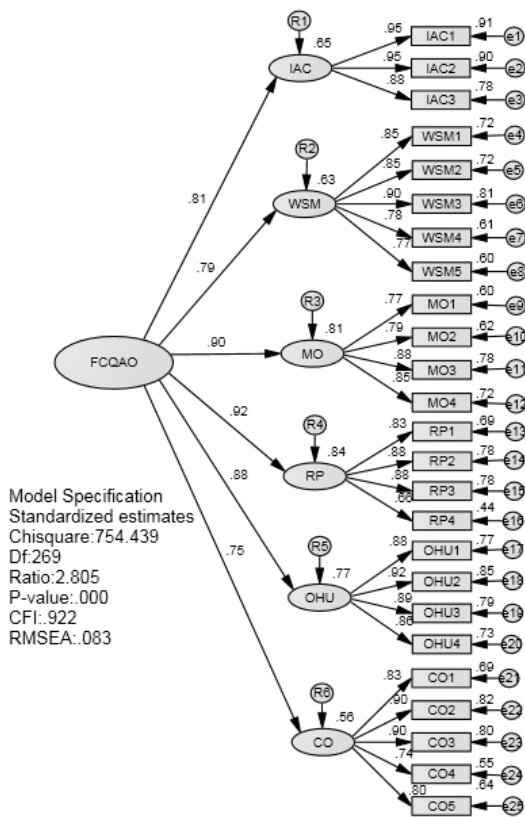 R1
.65
IAC
.95
IAC1
.91
e1
.95
IAC2
.90
e2
.88
IAC3
.78
e3
R2
.63
WSM
.85
WSM1
.72
e4
.85
WSM2
.72
e5
.90
WSM3
.81
e6
.78
WSM4
.61
e7
.77
WSM5
.60
e8
R3
.81
MO
.77
MO1
.60
e9
.79
MO2
.62
e10
.88
MO3
.78
e11
.85
MO4
.72
e12
R4
.84
RP
.83
RP1
.69
e13
.88
RP2
.78
e14
.88
RP3
.78
e15
.66
RP4
.44
e16
R5
.77
OHU
.88
OHU1
.77
e17
.92
OHU2
.85
e18
.89
OHU3
.79
e19
.86
OHU4
.73
e20
R6
.56
CO
.83
CO1
.69
e21
.90
CO2
.82
e22
.90
CO3
.80
e23
.74
CO4
.55
e24
.80
CO5
.64
e25
.81
.79
.90
.92
.88
.75
FCQAO
Model Specification
Standardized estimates
Chisquare:754.439
Df:269
Ratio:2.805
P-value:.000
CFI:.922
RMSEA:.083